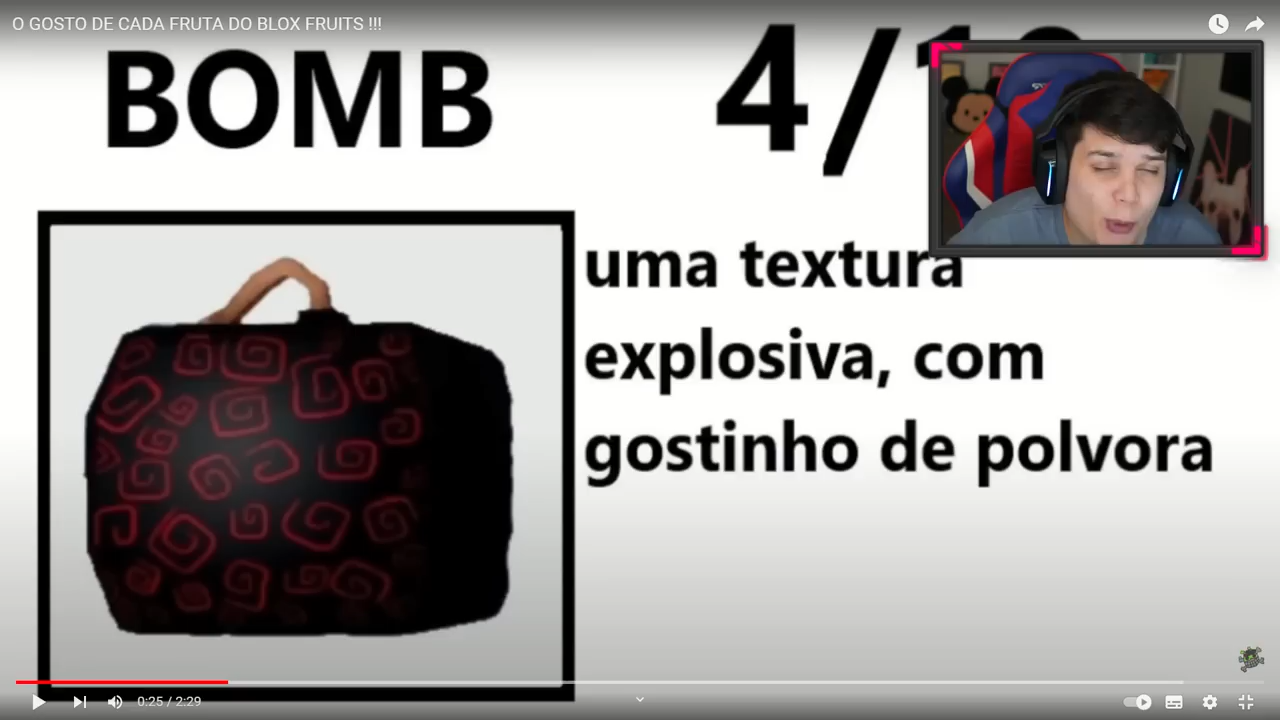 O GOSTO DE CADA FRUTA DO BLOX FRUITS !!!
BOMB
4/1
uma textura
explosiva, com
gostinho de polvora
0:25 / 2:29